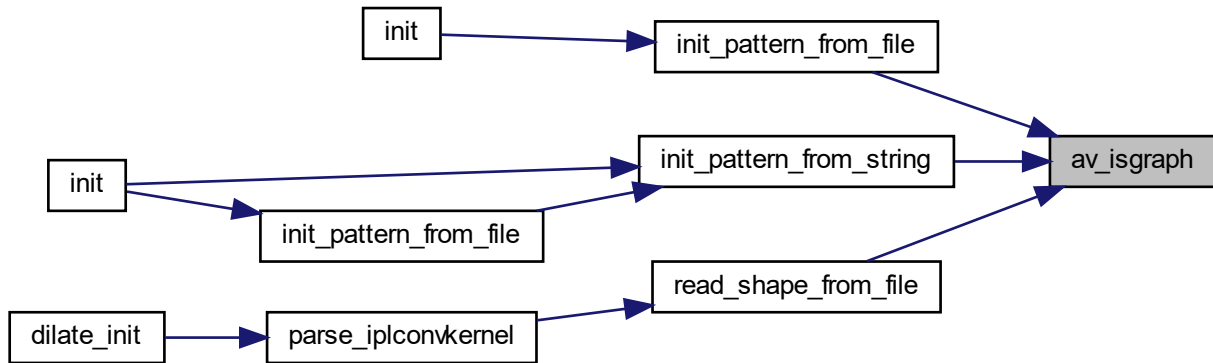 init
init_pattern_from_file
av_isgraph
init_pattern_from_string
init
init_pattern_from_file
read_shape_from_file
dilate_init
parse_iplconvkernel